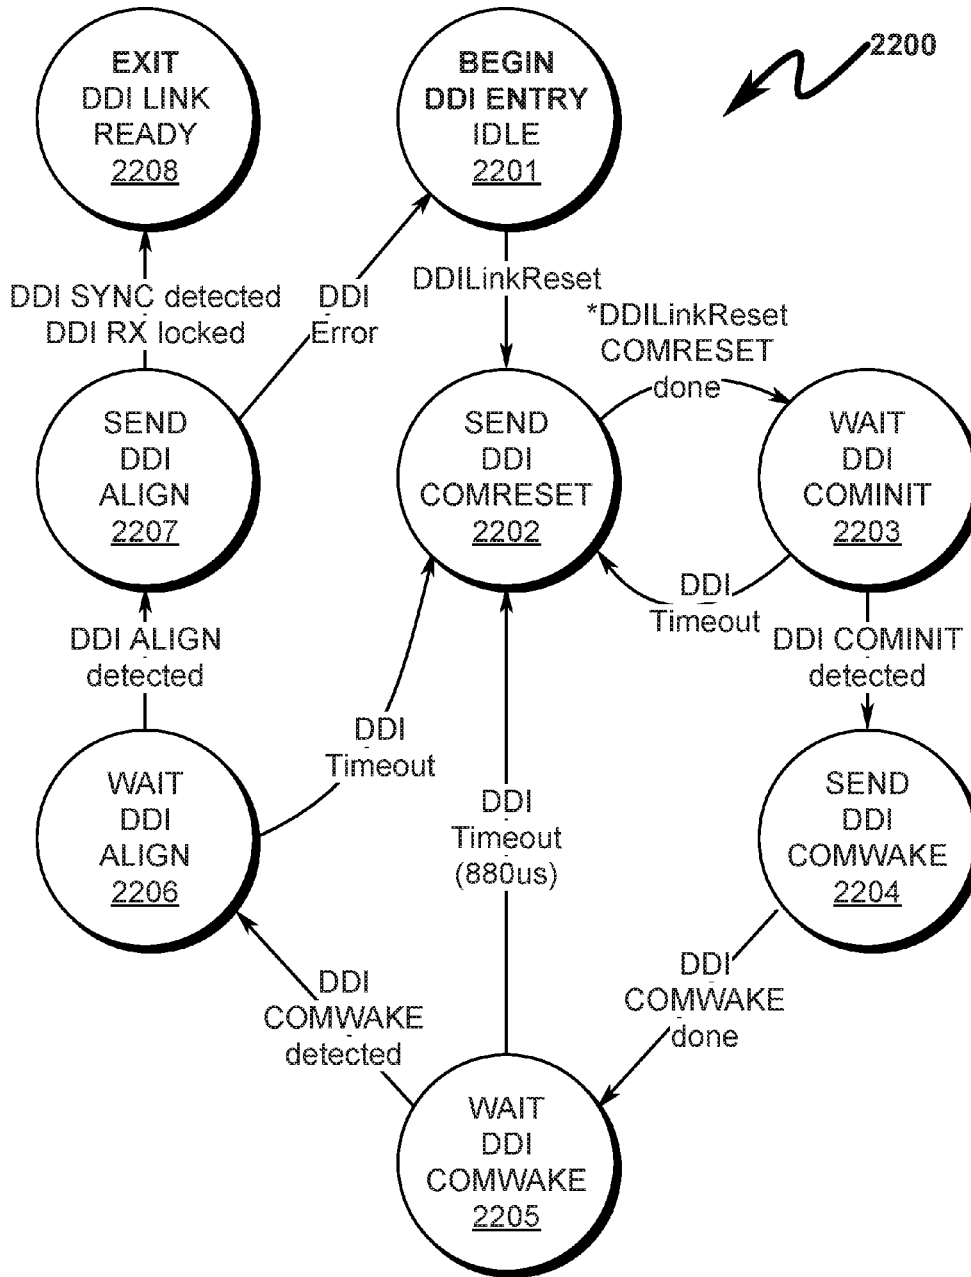 EXIT
DDI LINK
READY
2208
BEGIN
DDI ENTRY
IDLE
2201
2200
DDI SYNC detected
DDI RX locked
DDI
Error
DDILinkReset
*DDILinkReset
COMRESET
done
SEND
DDI
ALIGN
2207
SEND
DDI
COMRESET
2202
WAIT
DDI
COMINIT
2203
DDI
Timeout
DDI ALIGN
detected
DDI COMINIT
detected
DDI
Timeout
WAIT
DDI
ALIGN
2206
DDI
Timeout
(880us)
SEND
DDI
COMWAKE
2204
DDI
COMWAKE
detected
DDI
COMWAKE
done
WAIT
DDI
COMWAKE
2205